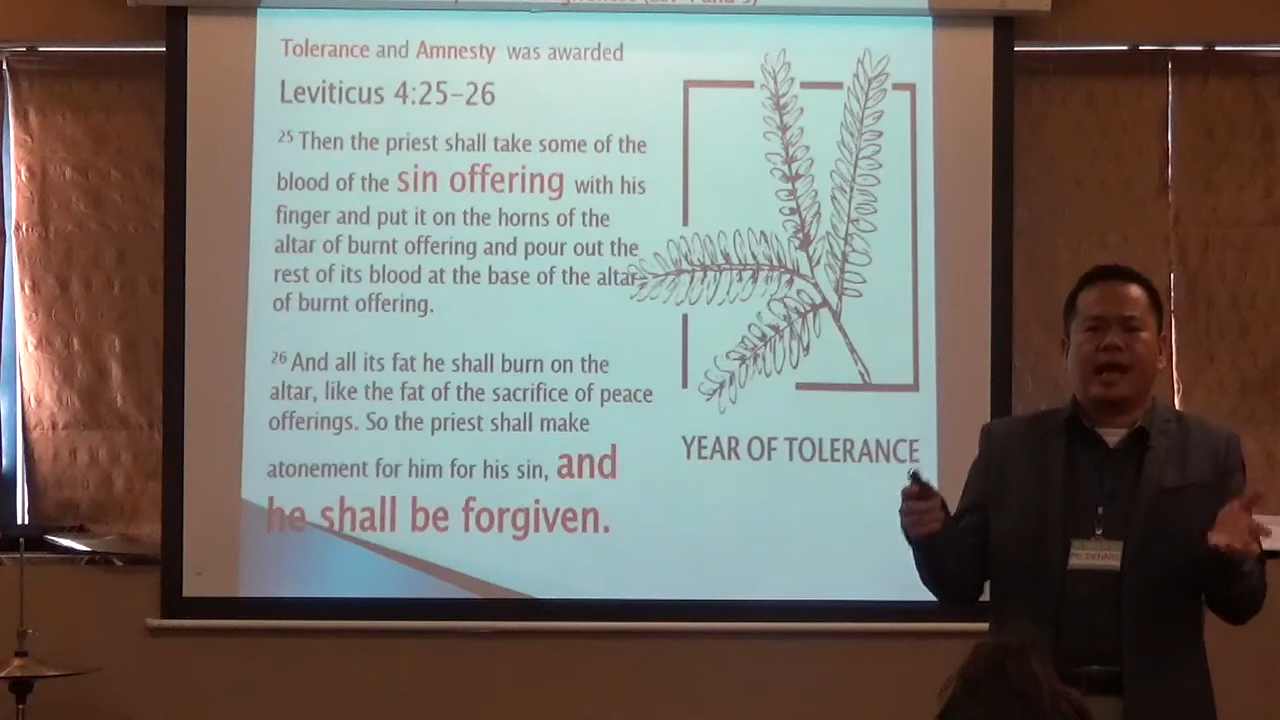 Tolerance and Amnesty was awarded
Leviticus 4:25-26
25 Then the priest shall take some of the
blood of the sin offering with his
finger and put it on the horns of the
altar of burnt offering and pour out the
rest of its blood at the base of the altar
of burnt offering.
26 And all its fat he shall burn on the
altar, like the fat of the sacrifice of peace
offerings. So the priest shall make
atonement for him for his sin, and
he shall be forgiven.
YEAR OF TOLERANCE